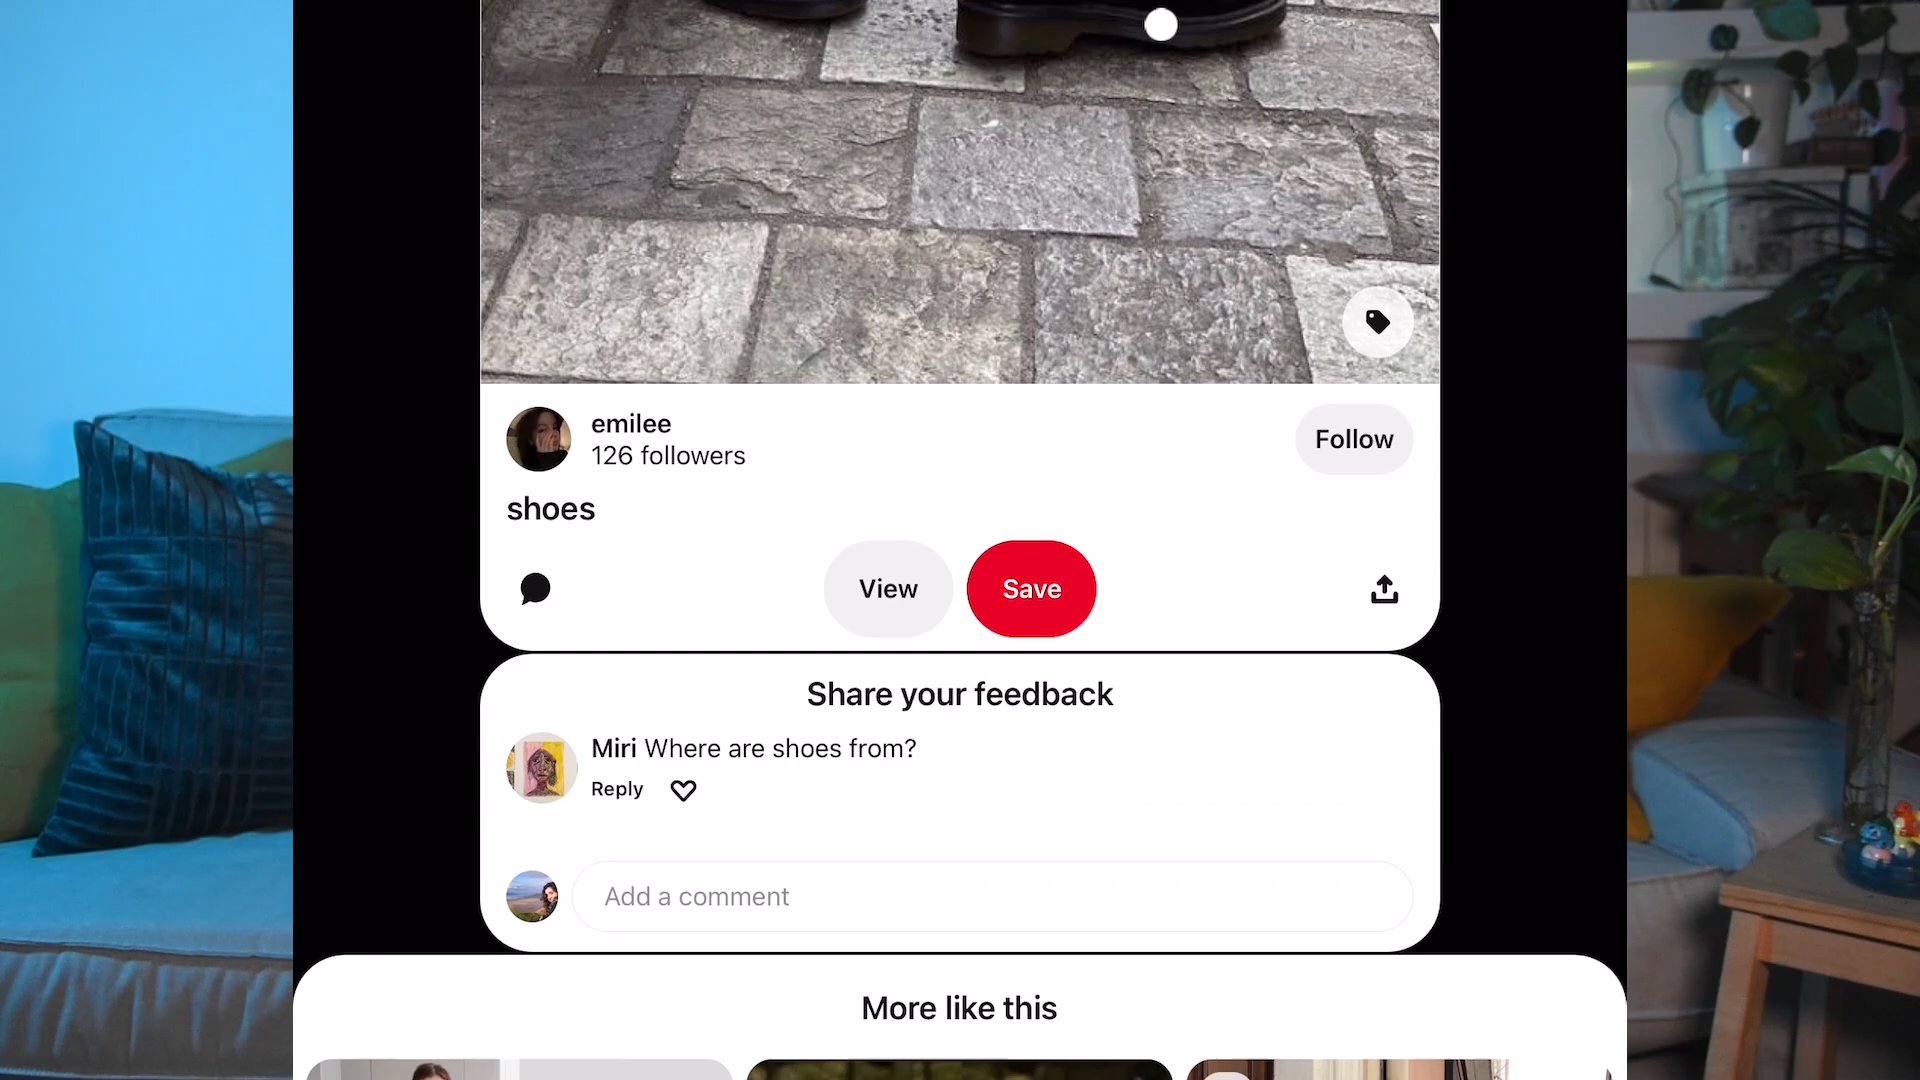 emilee
126 followers
Follow
shoes
View
Save
Share your feedback
Miri Where are shoes from?
Reply
Add a comment
More like this